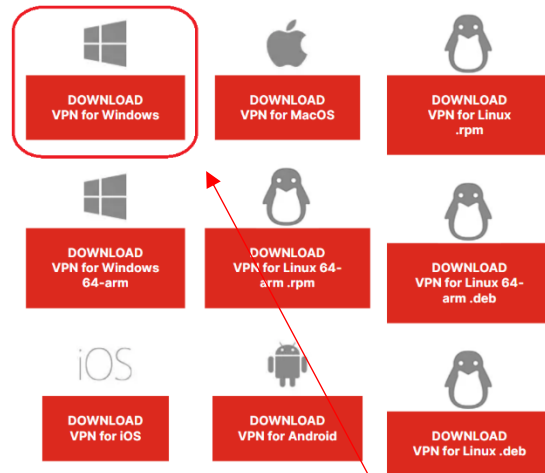 DOWNLOAD
VPN for Windows
DOWNLOAD
VPN for MacOS
DOWNLOAD
VPN for Linux
.rpm
DOWNLOAD
VPN for Windows
64-arm
DOWNLOAD
VPN for Linux 64-
arm .rpm
DOWNLOAD
VPN for Linux 64-
arm .deb
iOS
DOWNLOAD
VPN for iOS
DOWNLOAD
VPN for Android
DOWNLOAD
VPN for Linux .deb